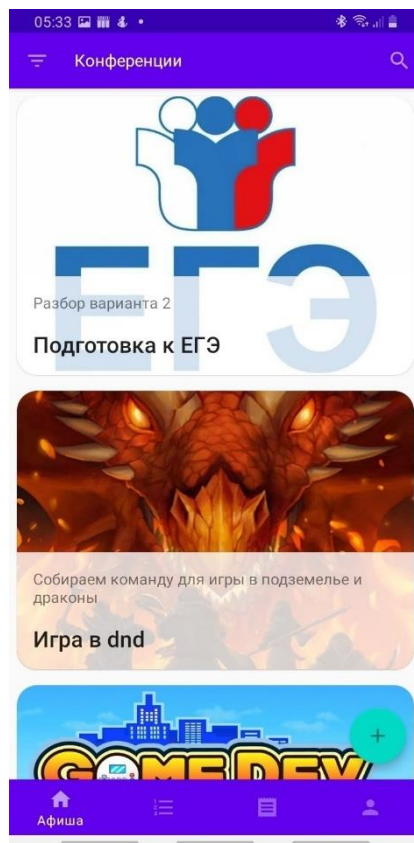 05:33
Конференции
ЕГЭ
Разбор варианта 2
Подготовка к ЕГЭ
Собираем команду для игры в подземелье и
драконы
Игра в dnd
GAME DEV
Афиша